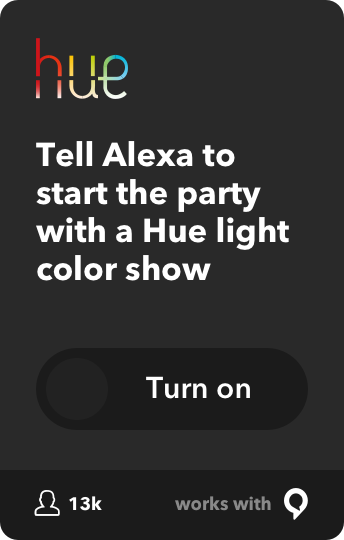 hue
Tell Alexa to
start the party
with a Hue light
color show
Turn on
13k
works with